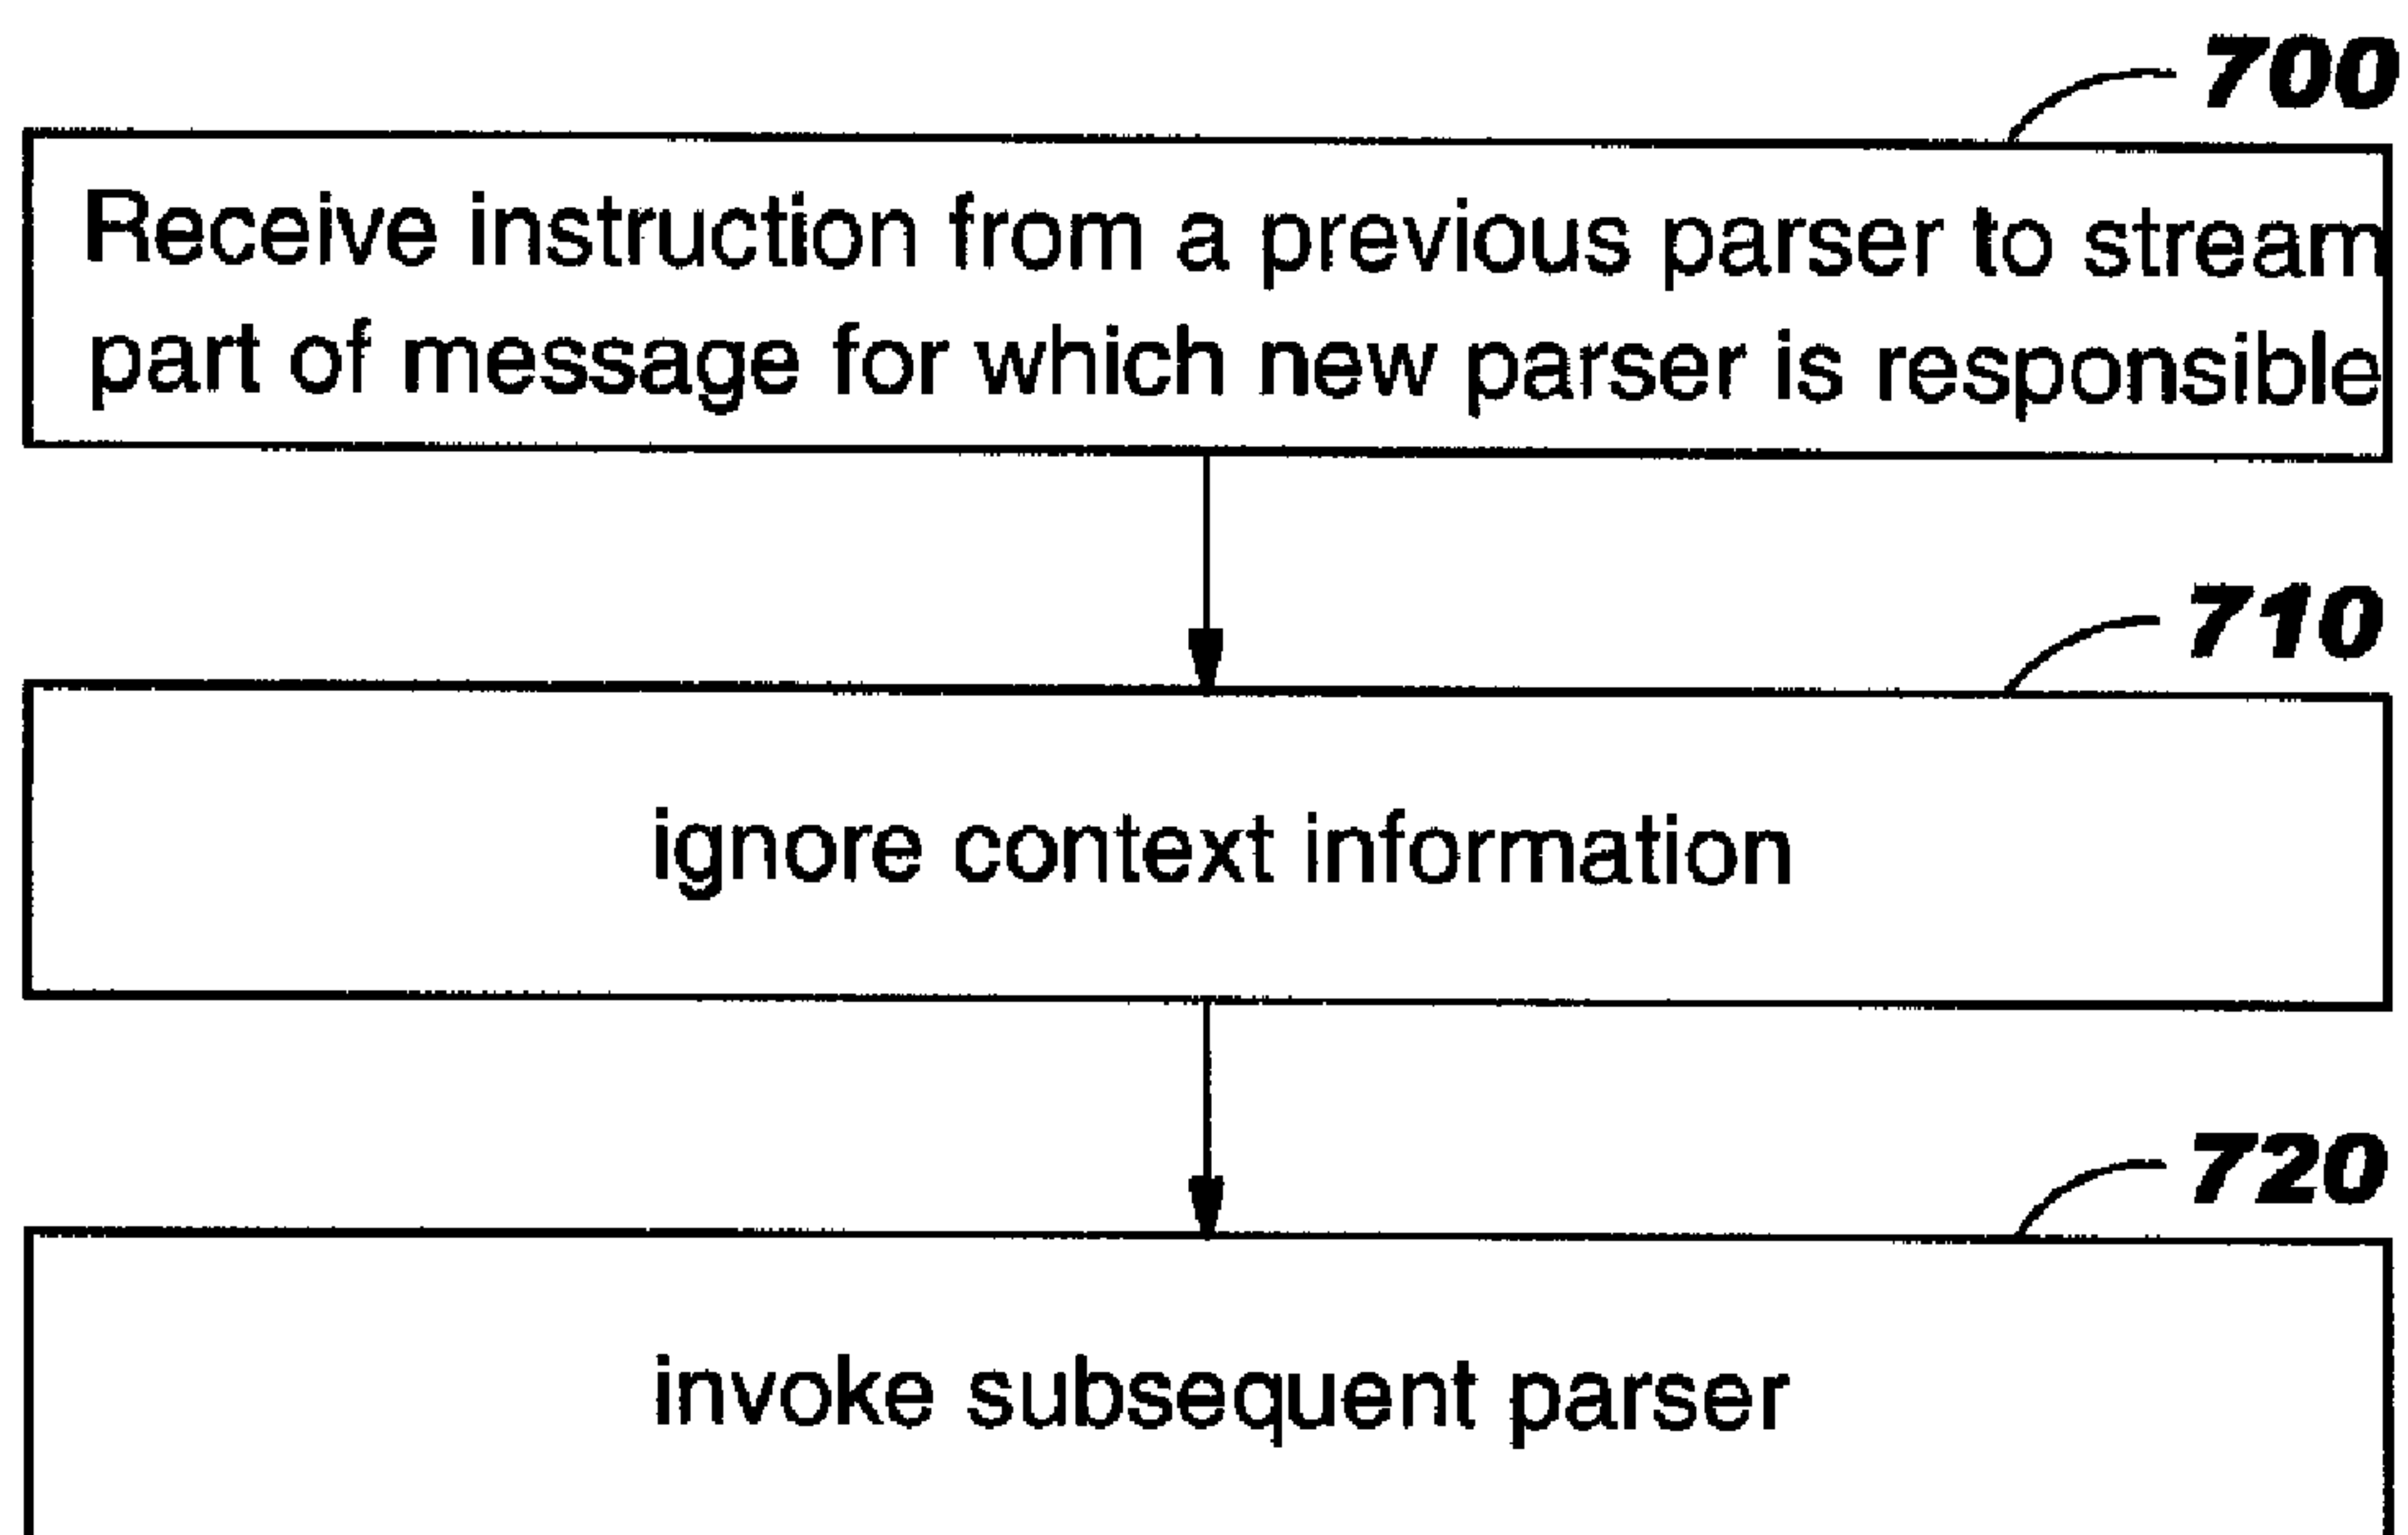 700
Receive instruction from a previous parser to stream
part of message for which new parser is responsible
710
ignore context information
720
invoke subsequent parser